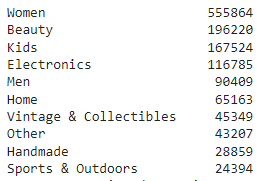 Women 555864
Beauty 196220
Kids 167524
Electronics 116785
Men 90409
Home 65163
Vintage & Collectibles 45349
Other 43207
Handmade 28859
Sports & Outdoors 24394